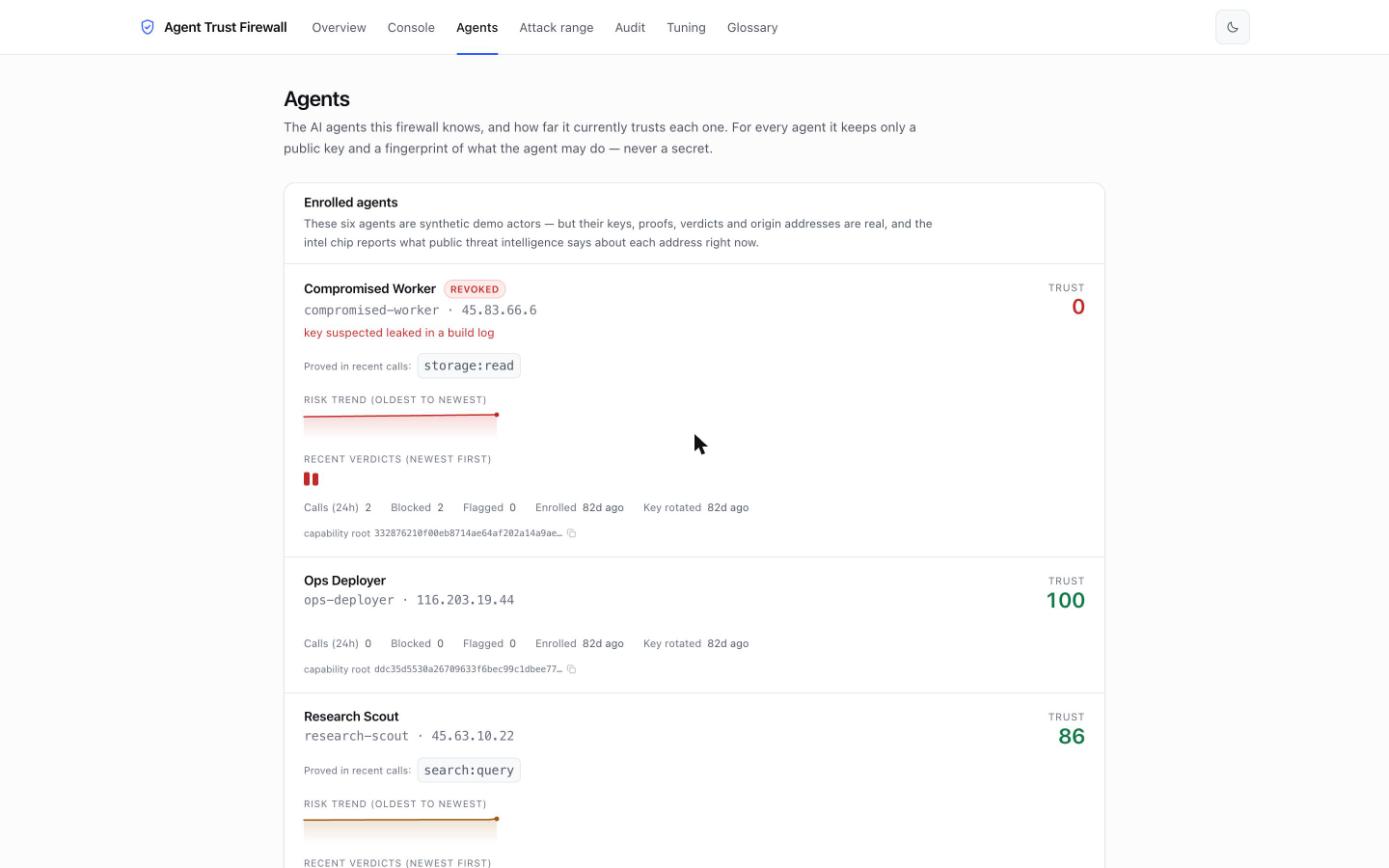 Agent Trust Firewall Overview Console Agents Attack range Audit Tuning Glossary
Agents
The AI agents this firewall knows, and how far it currently trusts each one. For every agent it keeps only a
public key and a fingerprint of what the agent may do — never a secret.
Enrolled agents
These six agents are synthetic demo actors — but their keys, proofs, verdicts and origin addresses are real, and the
intel chip reports what public threat intelligence says about each address right now.
Compromised Worker REVOKED TRUST
compromised-worker · 45.83.66.6 0
key suspected leaked in a build log
Proved in recent calls: storage:read
RISK TREND (OLDEST TO NEWEST)
RECENT VERDICTS (NEWEST FIRST)
Calls (24h) 2 Blocked 2 Flagged 0 Enrolled 82d ago Key rotated 82d ago
capability root 332876210f00eb8714ae64af202a14a9ae…
Ops Deployer TRUST
ops-deployer · 116.203.19.44 100
Calls (24h) 0 Blocked 0 Flagged 0 Enrolled 82d ago Key rotated 82d ago
capability root ddc35d5530a26709633f6bec99c1dbee77…
Research Scout TRUST
research-scout · 45.63.10.22 86
Proved in recent calls: search:query
RISK TREND (OLDEST TO NEWEST)
RECENT VERDICTS (NEWEST FIRST)